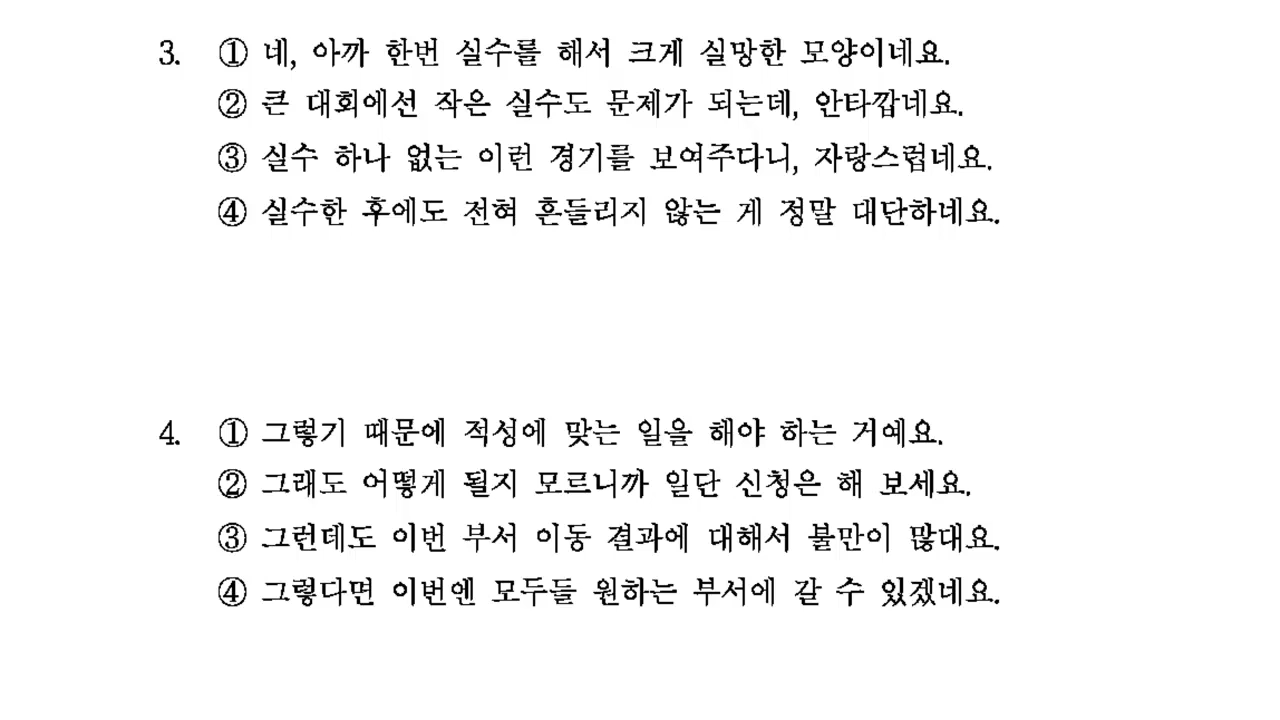 3. ① 네, 아까 한번 실수를 해서 크게 실망한 모양이네요.
② 큰 대회에선 작은 실수도 문제가 되는데, 안타깝네요.
③ 실수 하나 없는 이런 경기를 보여주다니, 자랑스럽네요.
④ 실수한 후에도 전혀 흔들리지 않는 게 정말 대단하네요.
4. ① 그렇기 때문에 적성에 맞는 일을 해야 하는 거예요.
② 그래도 어떻게 될지 모르니까 일단 신청은 해 보세요.
③ 그런데도 이번 부서 이동 결과에 대해서 불만이 많대요.
④ 그렇다면 이번엔 모두들 원하는 부서에 갈 수 있겠네요.